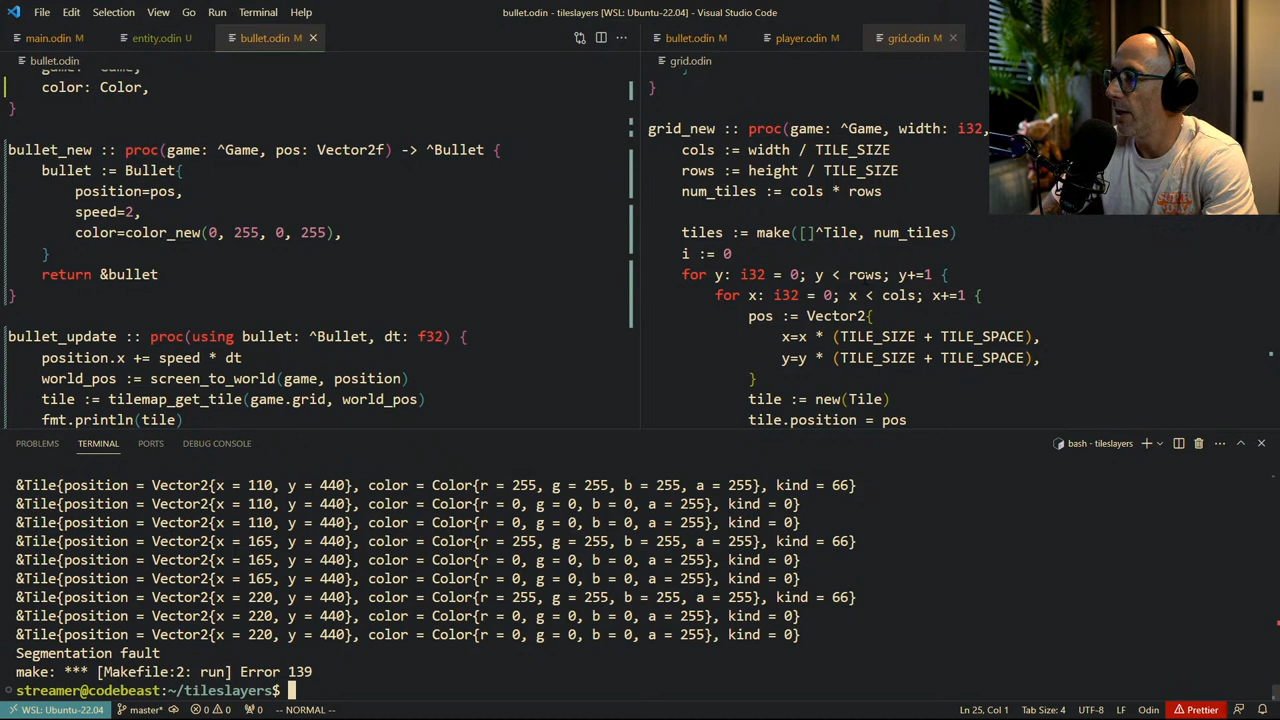 File Edit Selection View Go Run Terminal Help
bullet.odin - tileslayers [WSL: Ubuntu-22.04] - Visual Studio Code
main.odin M entity.odin U bullet.odin M
bullet.odin
color: Color,
}
bullet_new :: proc(game: ^Game, pos: Vector2f) -> ^Bullet {
bullet := Bullet{
position=pos,
speed=2,
color=color_new(0, 255, 0, 255),
}
return &bullet
}
bullet_update :: proc(using bullet: ^Bullet, dt: f32) {
position.x += speed * dt
world_pos := screen_to_world(game, position)
tile := tilemap_get_tile(game.grid, world_pos)
fmt.println(tile)
bullet.odin M player.odin M grid.odin M
grid.odin
}
}
grid_new :: proc(game: ^Game, width: i32,
cols := width / TILE_SIZE
rows := height / TILE_SIZE
num_tiles := cols * rows
tiles := make([]^Tile, num_tiles)
i := 0
for y: i32 = 0; y < rows; y+=1 {
for x: i32 = 0; x < cols; x+=1 {
pos := Vector2{
x=x * (TILE_SIZE + TILE_SPACE),
y=y * (TILE_SIZE + TILE_SPACE),
}
tile := new(Tile)
tile.position = pos
PROBLEMS TERMINAL PORTS DEBUG CONSOLE
bash - tileslayers
&Tile{position = Vector2{x = 110, y = 440}, color = Color{r = 255, g = 255, b = 255, a = 255}, kind = 66}
&Tile{position = Vector2{x = 110, y = 440}, color = Color{r = 0, g = 0, b = 0, a = 255}, kind = 0}
&Tile{position = Vector2{x = 110, y = 440}, color = Color{r = 0, g = 0, b = 0, a = 255}, kind = 0}
&Tile{position = Vector2{x = 165, y = 440}, color = Color{r = 255, g = 255, b = 255, a = 255}, kind = 66}
&Tile{position = Vector2{x = 165, y = 440}, color = Color{r = 0, g = 0, b = 0, a = 255}, kind = 0}
&Tile{position = Vector2{x = 165, y = 440}, color = Color{r = 0, g = 0, b = 0, a = 255}, kind = 0}
&Tile{position = Vector2{x = 220, y = 440}, color = Color{r = 255, g = 255, b = 255, a = 255}, kind = 66}
&Tile{position = Vector2{x = 220, y = 440}, color = Color{r = 0, g = 0, b = 0, a = 255}, kind = 0}
&Tile{position = Vector2{x = 220, y = 440}, color = Color{r = 0, g = 0, b = 0, a = 255}, kind = 0}
Segmentation fault
make: *** [Makefile:2: run] Error 139
streamer@codebeast:~/tileslayers$
WSL: Ubuntu-22.04 master* 0 0 0 -- NORMAL -- Ln 25, Col 1 Tab Size: 4 UTF-8 LF Odin Prettier